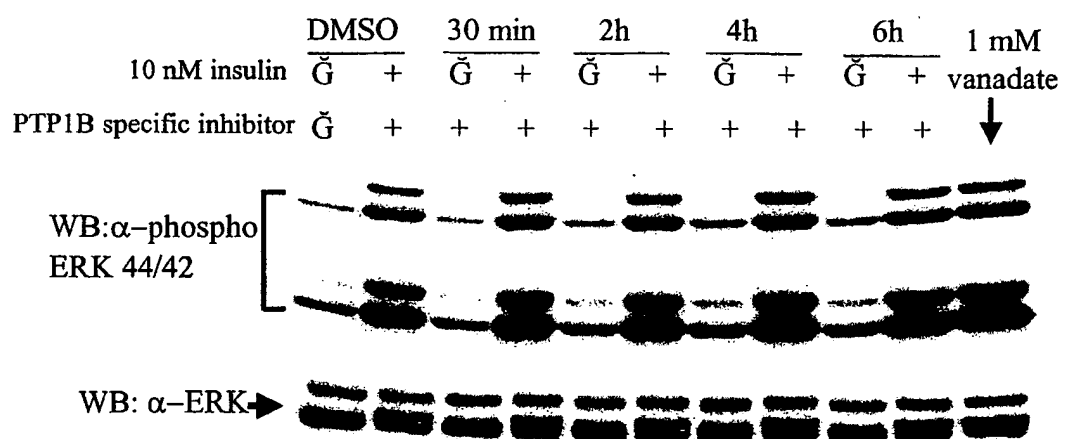 DMSO 30 min 2h 4h 6h 1 mM
10 nM insulin Ğ + Ğ + Ğ + Ğ + Ğ + vanadate
PTP1B specific inhibitor Ğ + + + + + + + + +
WB:α–phospho
ERK 44/42
WB: α–ERK